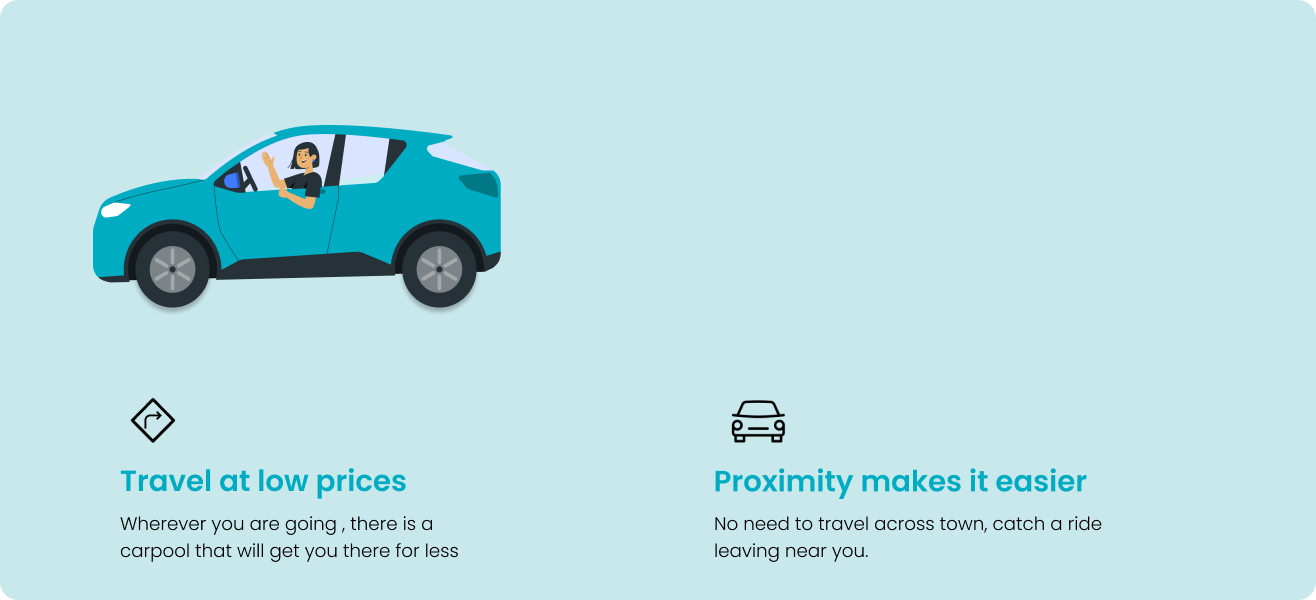 Travel at low prices
Wherever you are going , there is a
carpool that will get you there for less
Proximity makes it easier
No need to travel across town, catch a ride
leaving near you.